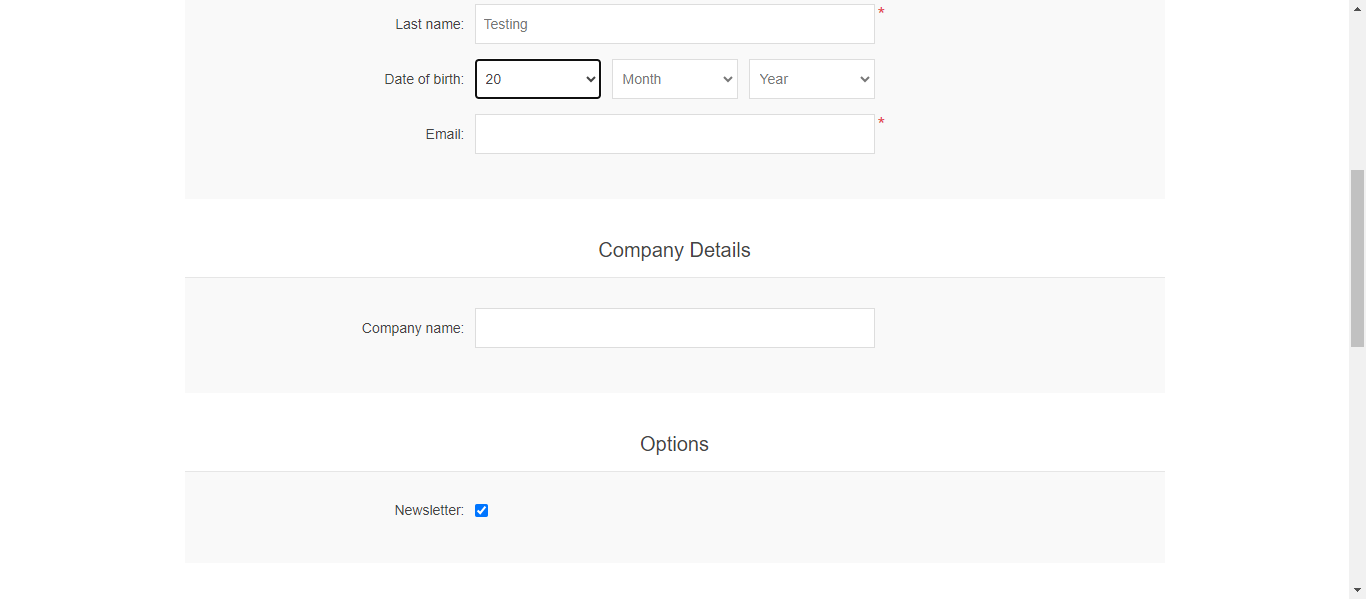 Last name: Testing *
Date of birth: 20 Month Year
Email: *
Company Details
Company name:
Options
Newsletter: